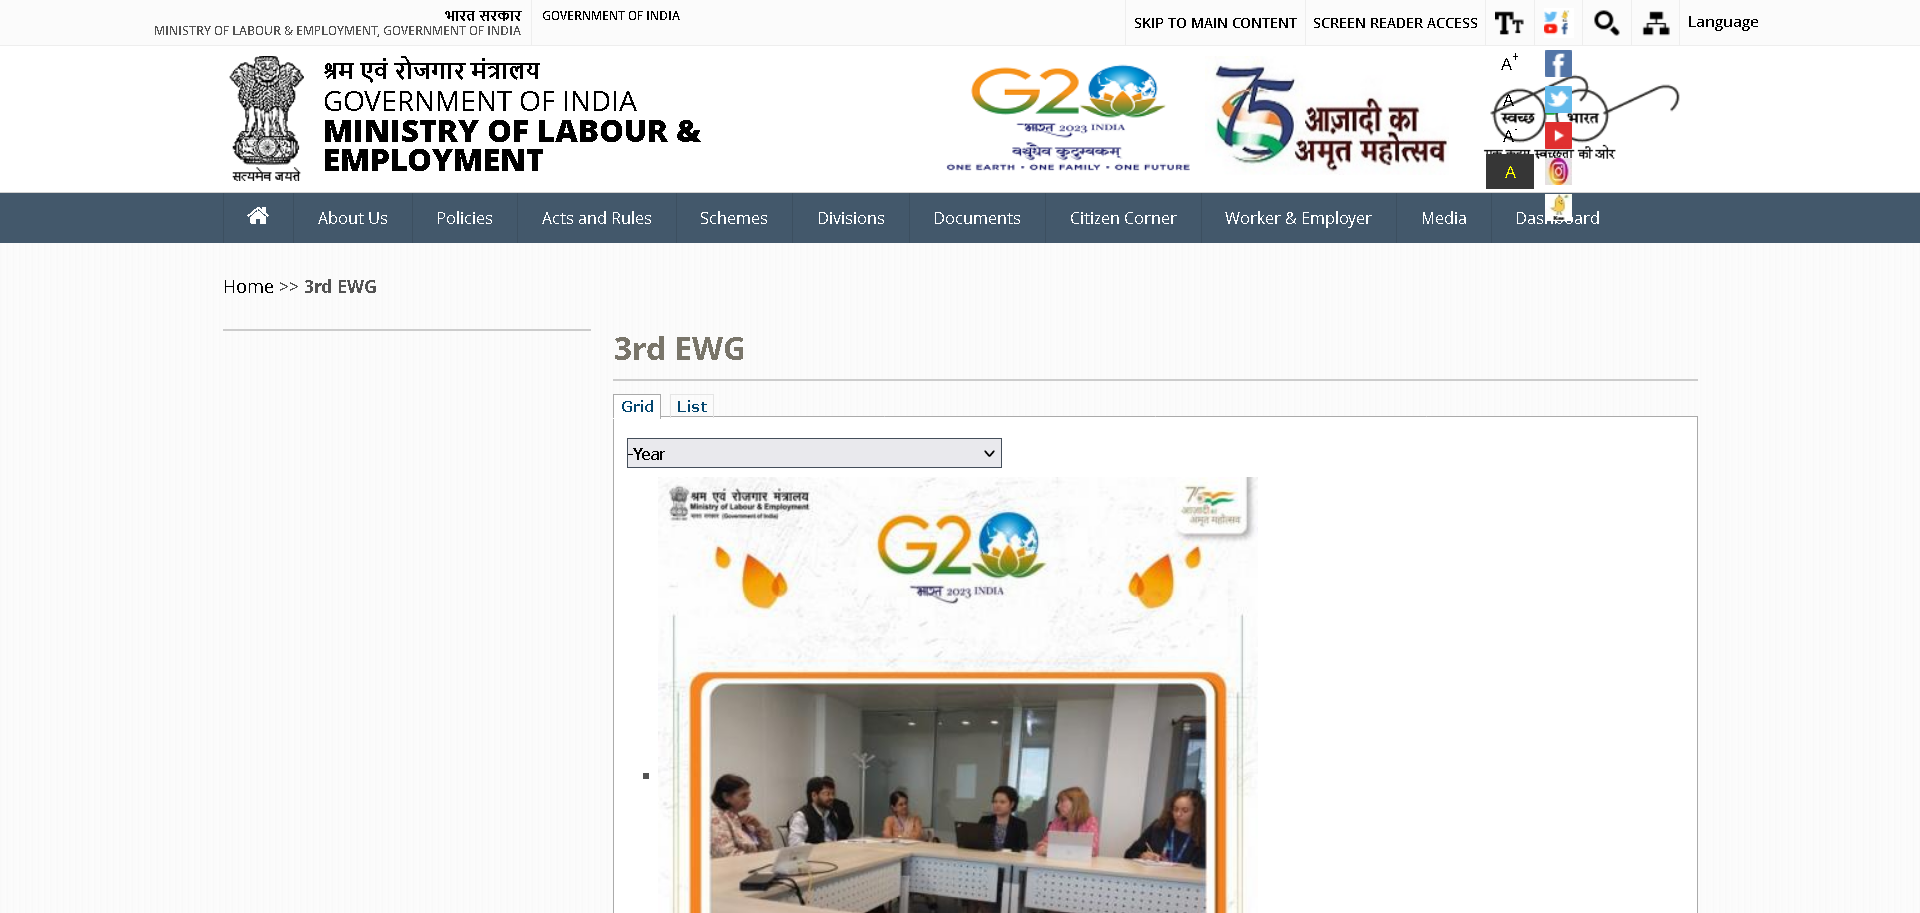 भारत सरकार
GOVERNMENT OF INDIA
MINISTRY OF LABOUR & EMPLOYMENT, GOVERNMENT OF INDIA
SKIP TO MAIN CONTENT
SCREEN READER ACCESS
Language
श्रम एवं रोजगार मंत्रालय
GOVERNMENT OF INDIA
MINISTRY OF LABOUR &
EMPLOYMENT
सत्यमेव जयते
G20
भारत 2023 INDIA
वसुधैव कुटुम्बकम्
ONE EARTH • ONE FAMILY • ONE FUTURE
75
आज़ादी का
अमृत महोत्सव
A+
A
A-
A
स्वच्छ भारत
एक कदम स्वच्छता की ओर
About Us
Policies
Acts and Rules
Schemes
Divisions
Documents
Citizen Corner
Worker & Employer
Media
Dashboard
Home >> 3rd EWG
3rd EWG
Grid
List
-Year
श्रम एवं रोजगार मंत्रालय
Ministry of Labour & Employment
भारत सरकार (Government of India)
G20
भारत 2023 INDIA
आज़ादी का
अमृत महोत्सव